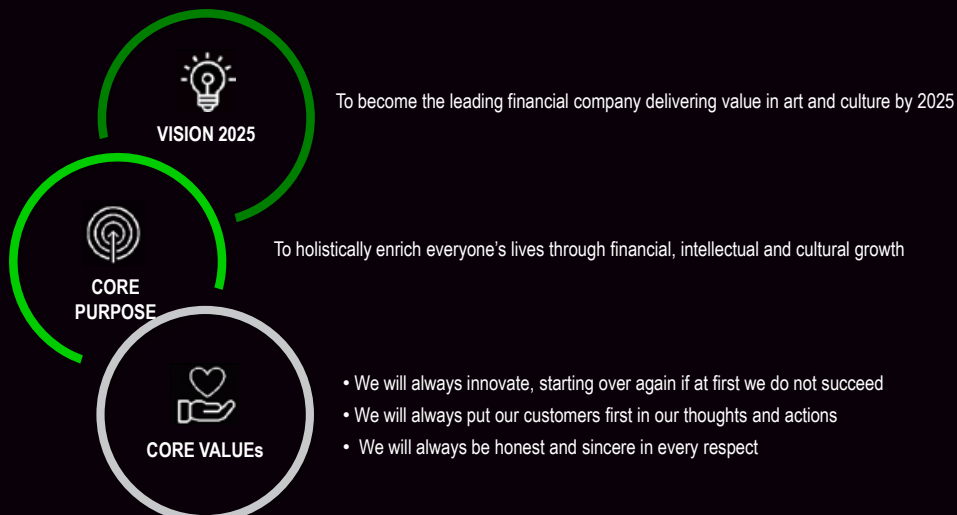 VISION 2025
To become the leading financial company delivering value in art and culture by 2025
CORE
PURPOSE
To holistically enrich everyone’s lives through financial, intellectual and cultural growth
CORE VALUEs
• We will always innovate, starting over again if at first we do not succeed
• We will always put our customers first in our thoughts and actions
• We will always be honest and sincere in every respect